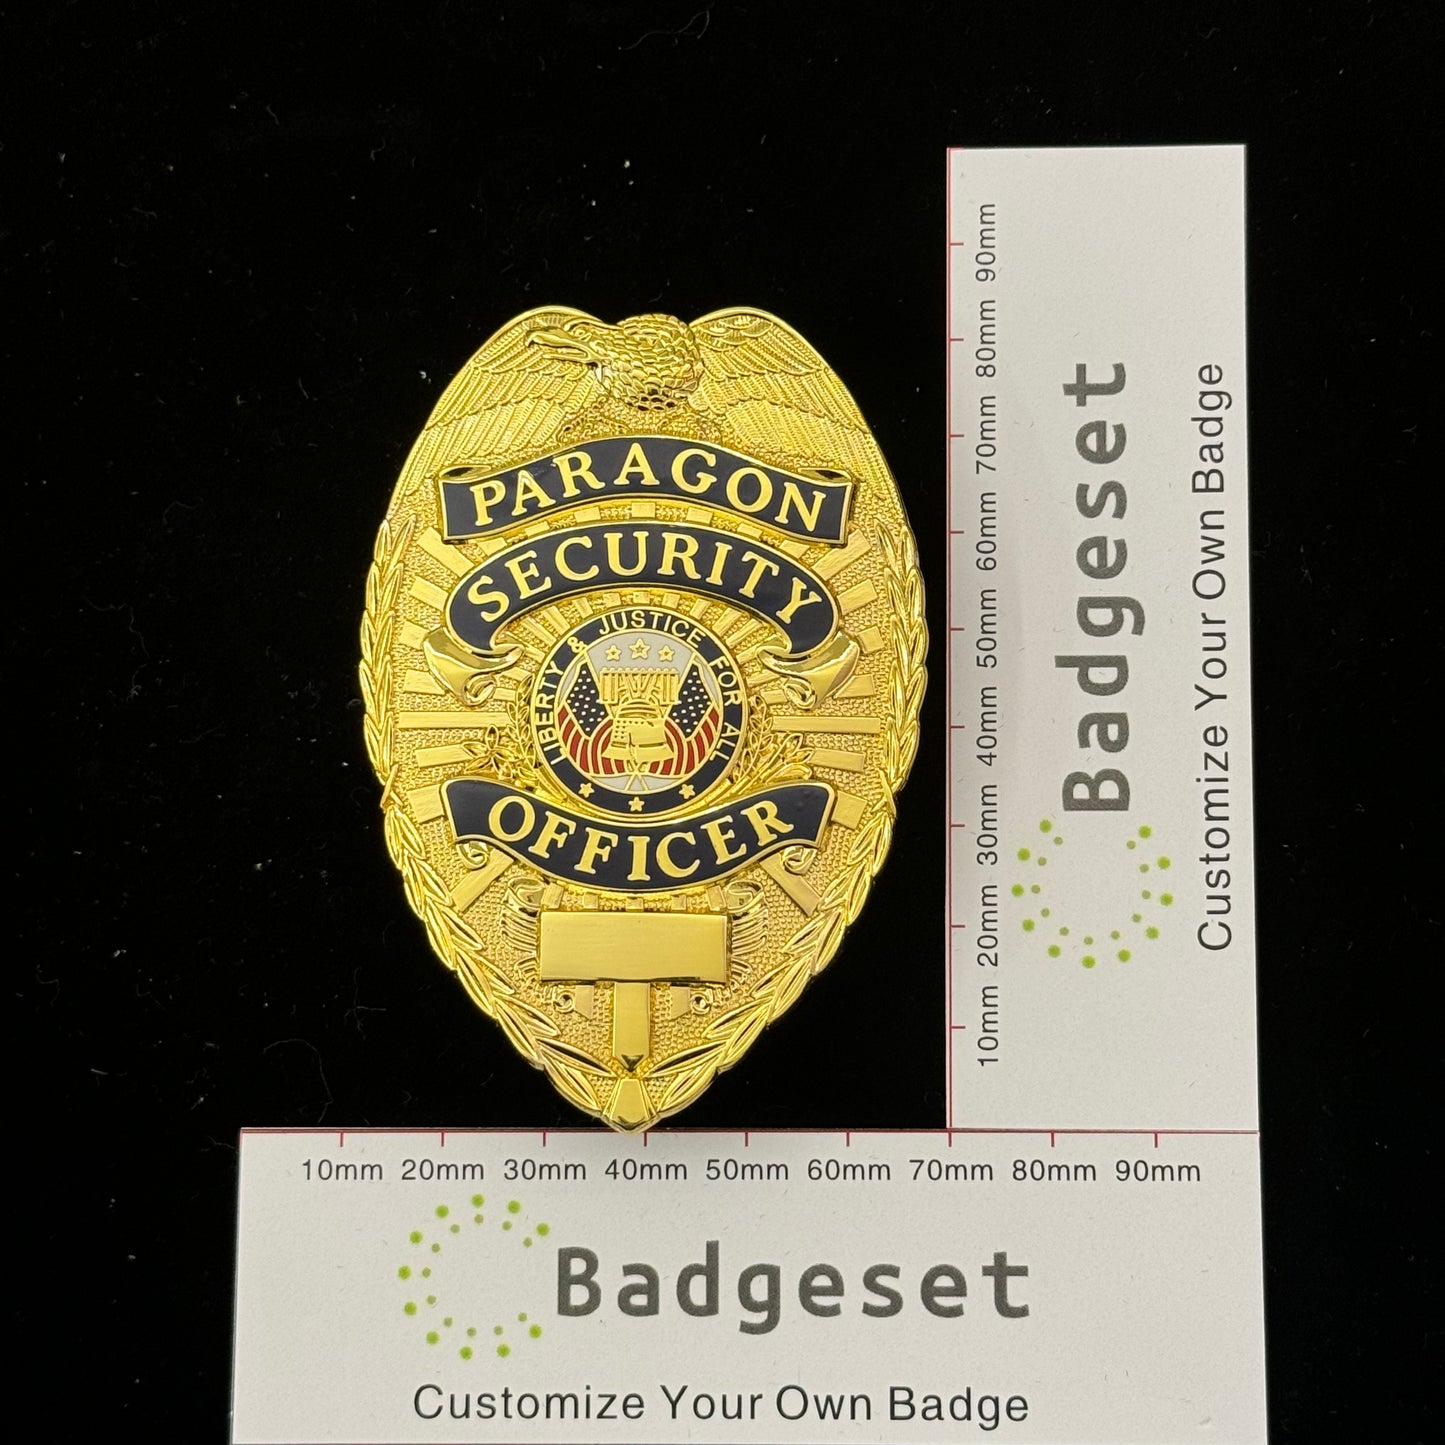 PARAGON
SECURITY
LIBERTY & JUSTICE FOR ALL
OFFICER
90mm
80mm
70mm
60mm
50mm
40mm
30mm
20mm
10mm
Badgeset
Customize Your Own Badge
10mm 20mm 30mm 40mm 50mm 60mm 70mm 80mm 90mm
Badgeset
Customize Your Own Badge